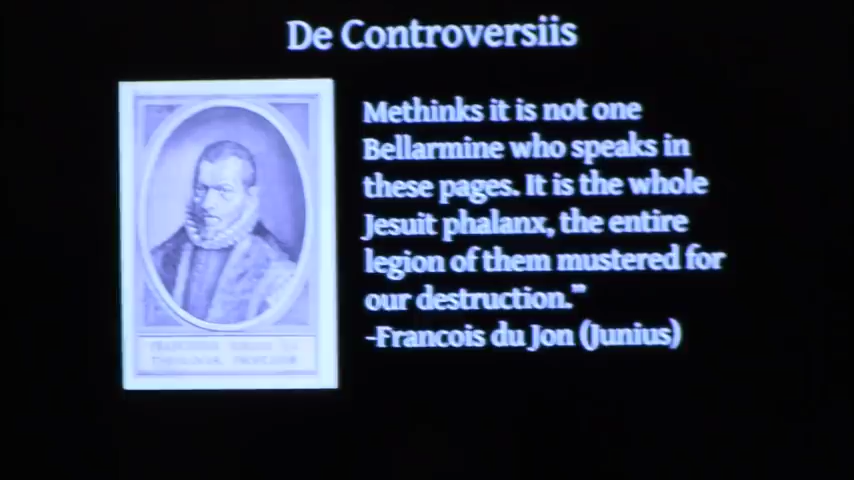 De Controversiis
Methinks it is not one
Bellarmine who speaks in
these pages. It is the whole
Jesuit phalanx, the entire
legion of them mustered for
our destruction.”
-Francois du Jon (Junius)